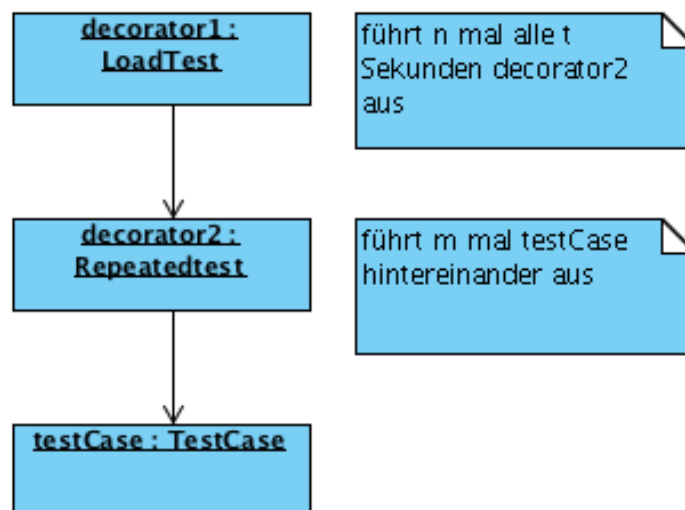 decorator1 :
LoadTest
führt n mal alle t
Sekunden decorator2
aus
decorator2 :
Repeatedtest
führt m mal testCase
hintereinander aus
testCase : TestCase